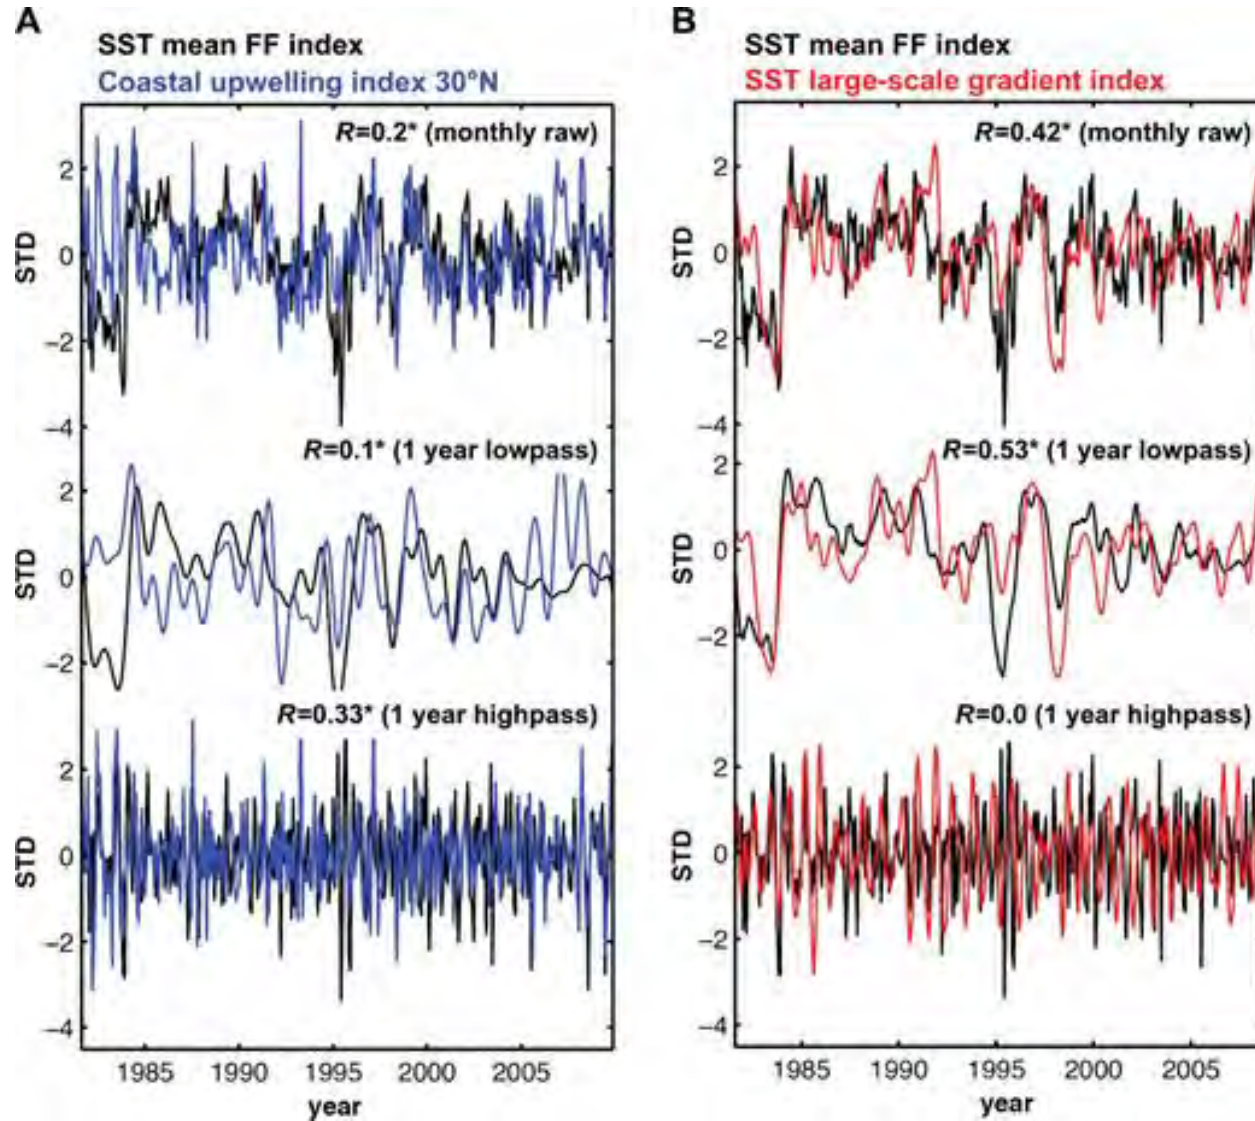 A
SST mean FF index
Coastal upwelling index 30°N
R=0.2* (monthly raw)
2
0
−2
−4
STD
R=0.1* (1 year lowpass)
2
0
−2
STD
R=0.33* (1 year highpass)
2
0
−2
−4
STD
1985 1990 1995 2000 2005
year
B
SST mean FF index
SST large-scale gradient index
R=0.42* (monthly raw)
2
0
−2
−4
STD
R=0.53* (1 year lowpass)
2
0
−2
STD
R=0.0 (1 year highpass)
2
0
−2
−4
STD
1985 1990 1995 2000 2005
year